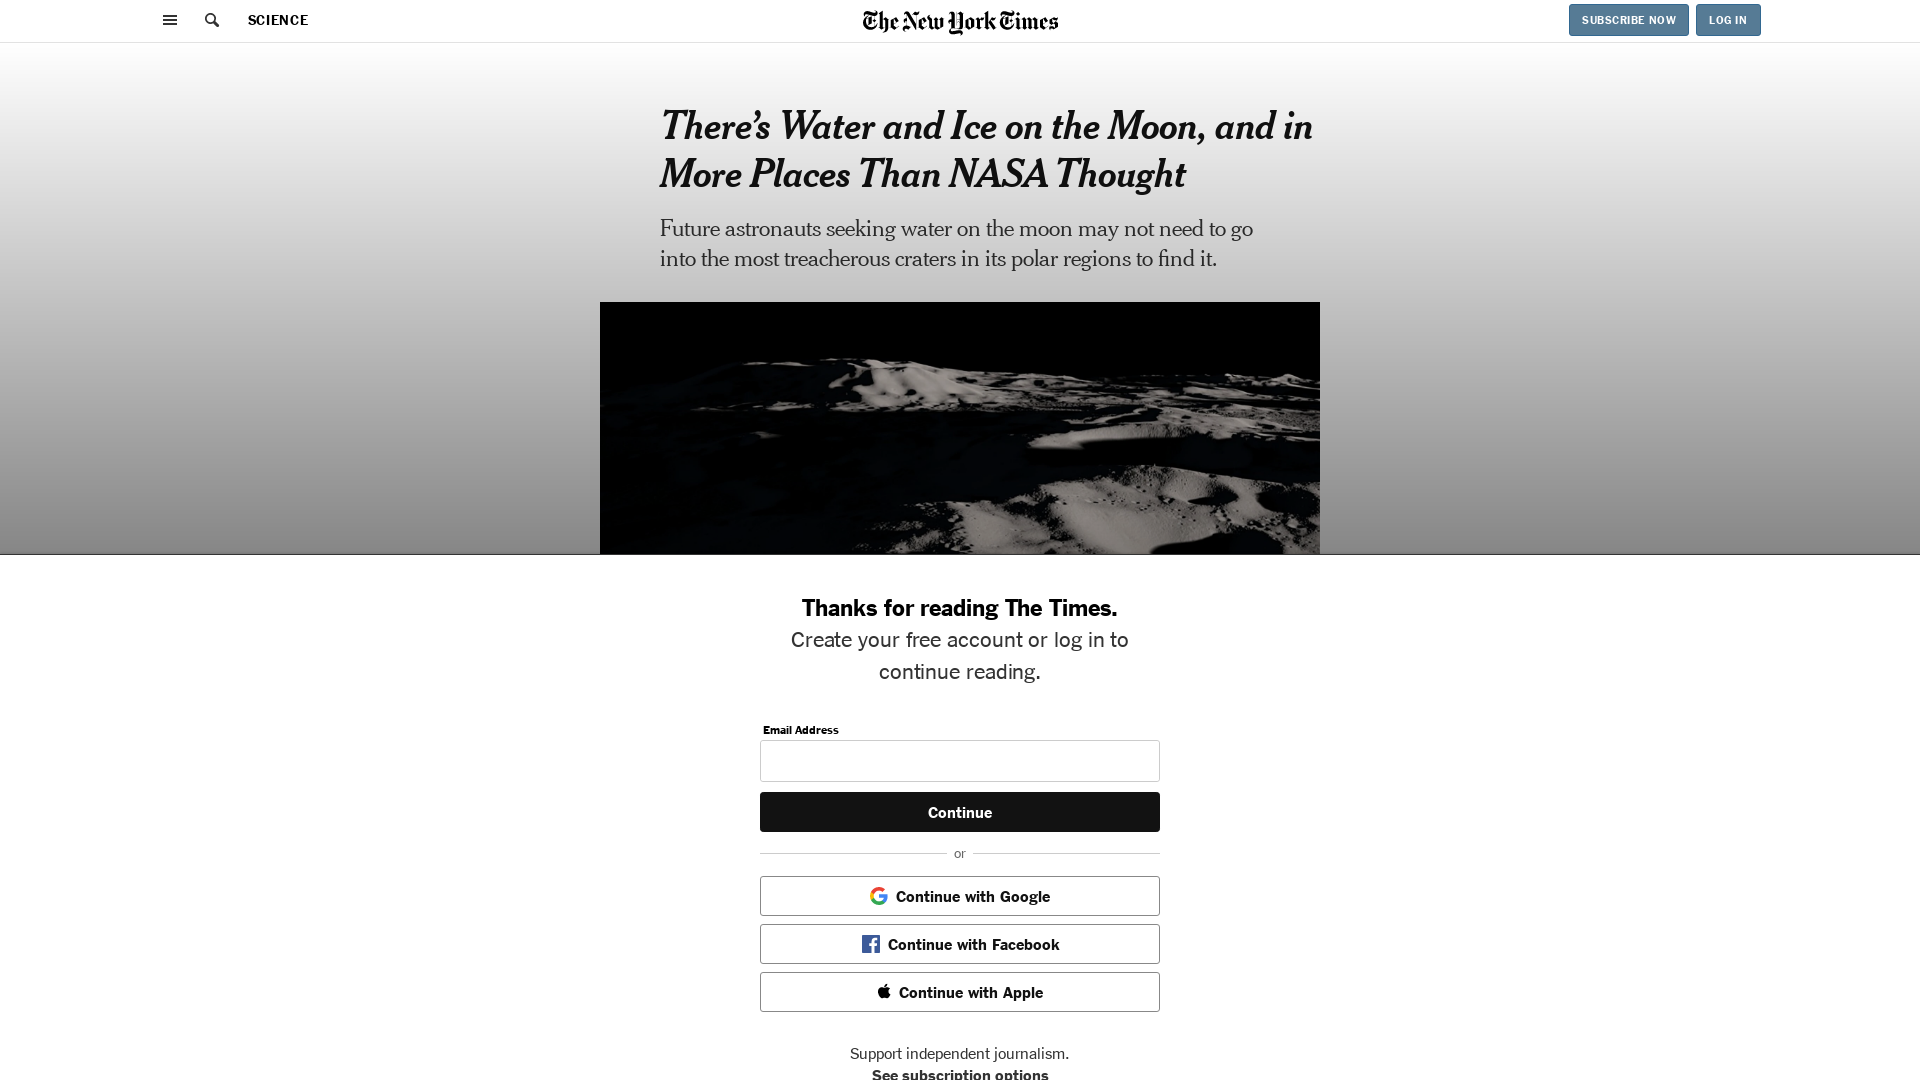 SCIENCE
The New York Times
SUBSCRIBE NOW
LOG IN
There’s Water and Ice on the Moon, and in
More Places Than NASA Thought
Future astronauts seeking water on the moon may not need to go
into the most treacherous craters in its polar regions to find it.
Thanks for reading The Times.
Create your free account or log in to
continue reading.
Email Address
Continue
or
Continue with Google
Continue with Facebook
Continue with Apple
Support independent journalism.
See subscription options